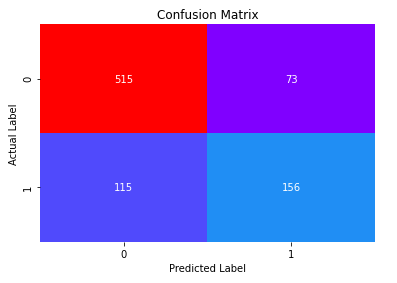 Confusion Matrix
Actual Label
0
515
73
1
115
156
0
1
Predicted Label